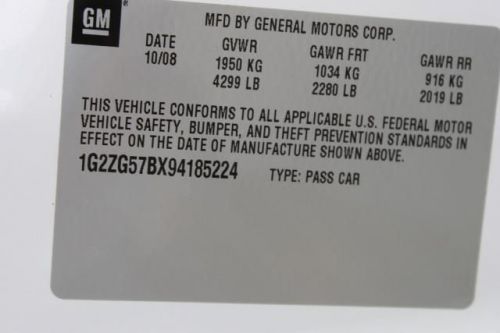 GM
MFD BY GENERAL MOTORS CORP.
DATE GVWR GAWR FRT GAWR RR
10/08 1950 KG 1034 KG 916 KG
4299 LB 2280 LB 2019 LB
THIS VEHICLE CONFORMS TO ALL APPLICABLE U.S. FEDERAL MOTOR
VEHICLE SAFETY, BUMPER, AND THEFT PREVENTION STANDARDS IN
EFFECT ON THE DATE OF MANUFACTURE SHOWN ABOVE.
1G2ZG57BX94185224 TYPE: PASS CAR